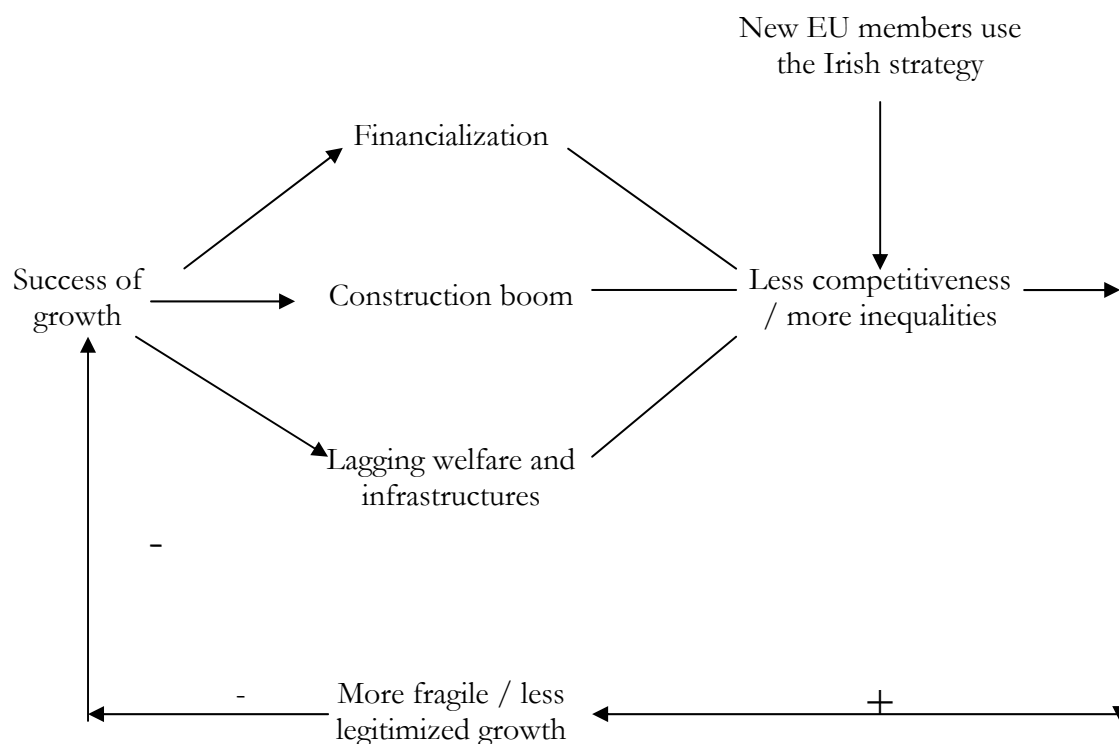 New EU members use
the Irish strategy
Financialization
Success of
growth
Construction boom
Less competitiveness
/ more inequalities
Lagging welfare and
infrastructures
-
-
More fragile / less
legitimized growth
+